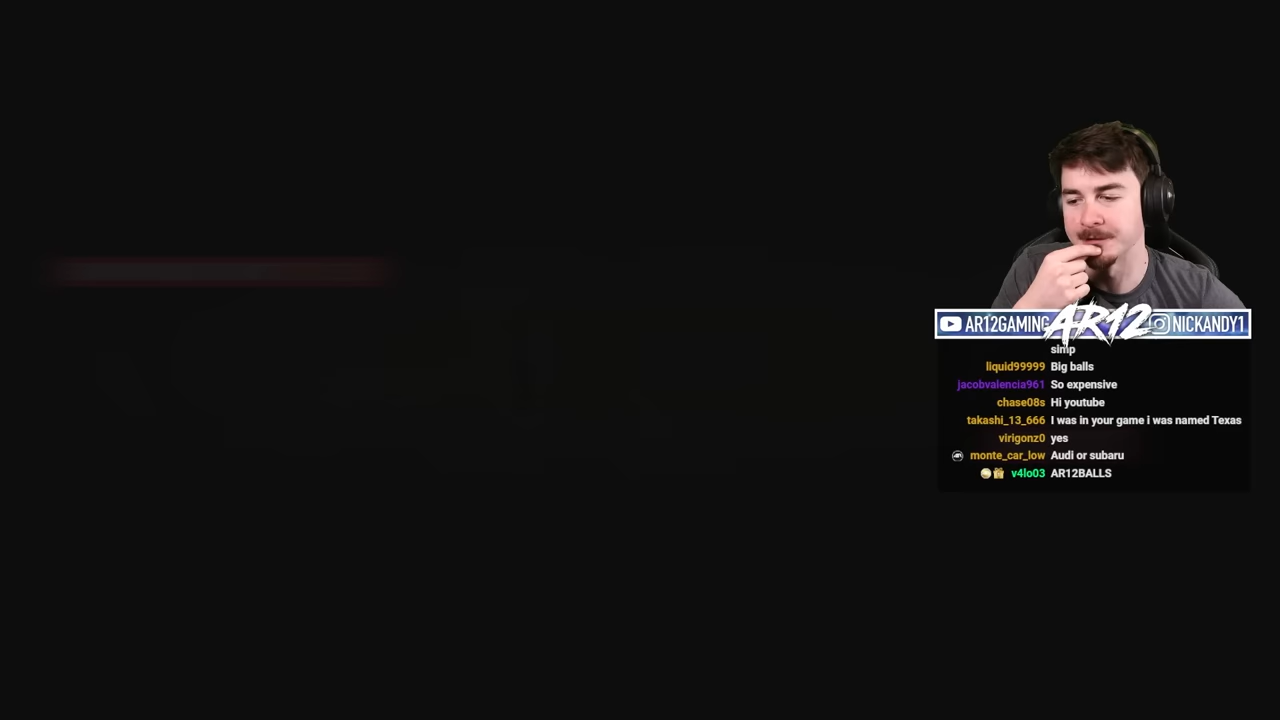 AR12GAMING AR12 NICKANDY1
simp
liquid99999 Big balls
jacobvalencia961 So expensive
chase08s Hi youtube
takashi_13_666 I was in your game i was named Texas
virigonz0 yes
monte_car_low Audi or subaru
v4lo03 AR12BALLS